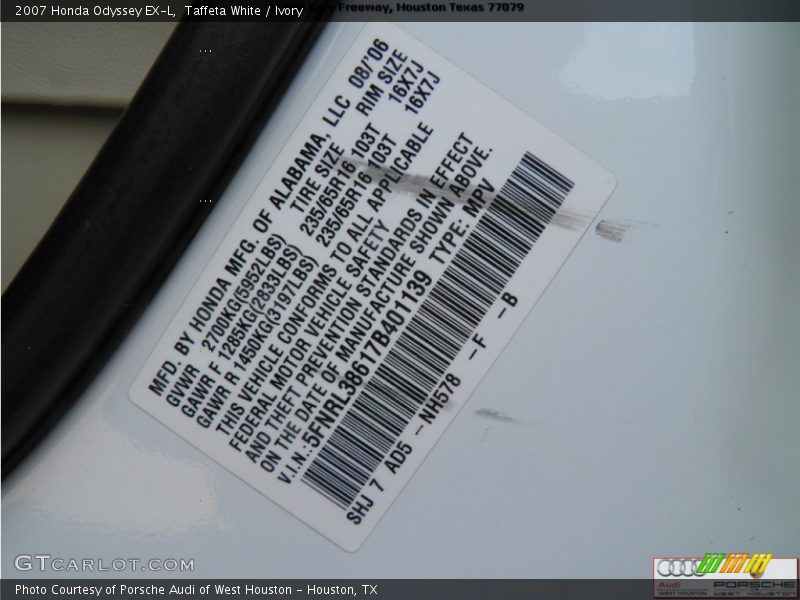 2007 Honda Odyssey EX-L, Taffeta White / Ivory
Freeway, Houston Texas 77079
MFD. BY HONDA MFG. OF ALABAMA, LLC 08/'06
GVWR 2700KG(5952LBS) TIRE SIZE RIM SIZE
GAWR F 1285KG(2833LBS) 235/65R16 103T 16X7J
GAWR R 1450KG(3197LBS) 235/65R16 103T 16X7J
THIS VEHICLE CONFORMS TO ALL APPLICABLE
FEDERAL MOTOR VEHICLE SAFETY
AND THEFT PREVENTION STANDARDS IN EFFECT
ON THE DATE OF MANUFACTURE SHOWN ABOVE.
V.I.N.:5FNRL38617B401139 TYPE: MPV
SHJ 7 AD5 -NH578 -F -B
GTCARLOT.COM
Audi PORSCHE
WEST HOUSTON WEST HOUSTON
Photo Courtesy of Porsche Audi of West Houston - Houston, TX